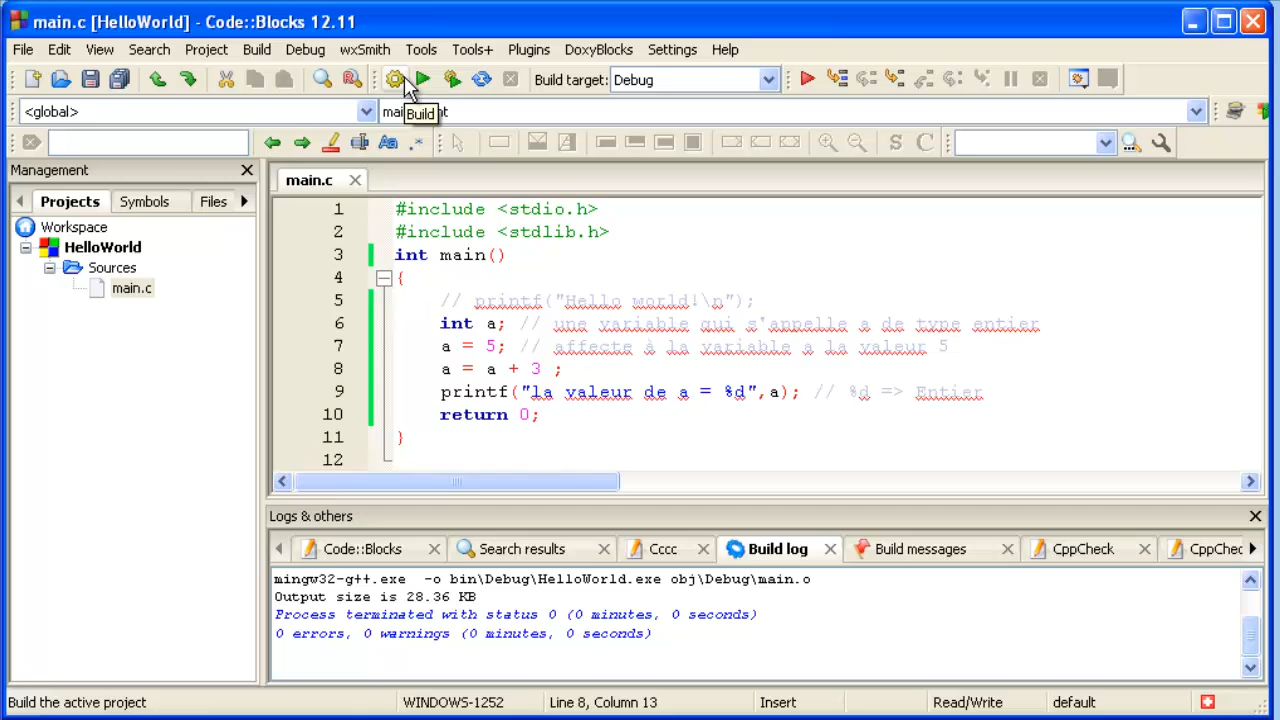 main.c [HelloWorld] - Code::Blocks 12.11
File Edit View Search Project Build Debug wxSmith Tools Tools+ Plugins DoxyBlocks Settings Help
Build target: Debug
<global>
Build
Aa .*
S C
Management
Projects Symbols Files
Workspace
HelloWorld
Sources
main.c
main.c
1 #include <stdio.h>
2 #include <stdlib.h>
3 int main()
4 {
5 // printf("Hello world!\n");
6 int a; // une variable qui s'appelle a de type entier
7 a = 5; // affecte à la variable a la valeur 5
8 a = a + 3 ;
9 printf("la valeur de a = %d",a); // %d => Entier
10 return 0;
11 }
12
Logs & others
Code::Blocks Search results Cccc Build log Build messages CppCheck CppChec
mingw32-g++.exe -o bin\Debug\HelloWorld.exe obj\Debug\main.o
Output size is 28.36 KB
Process terminated with status 0 (0 minutes, 0 seconds)
0 errors, 0 warnings (0 minutes, 0 seconds)
Build the active project WINDOWS-1252 Line 8, Column 13 Insert Read/Write default